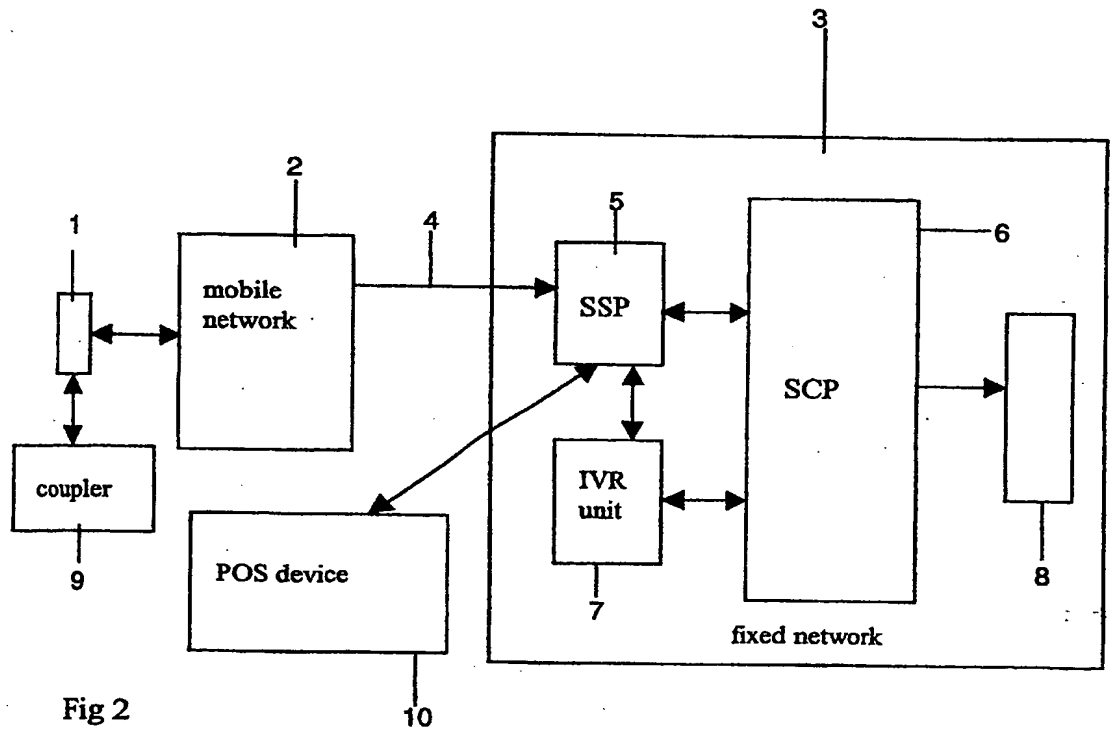 3
2
1
4
5
6
mobile
network
SSP
SCP
coupler
IVR
unit
POS device
9
7
8
fixed network
Fig 2
10